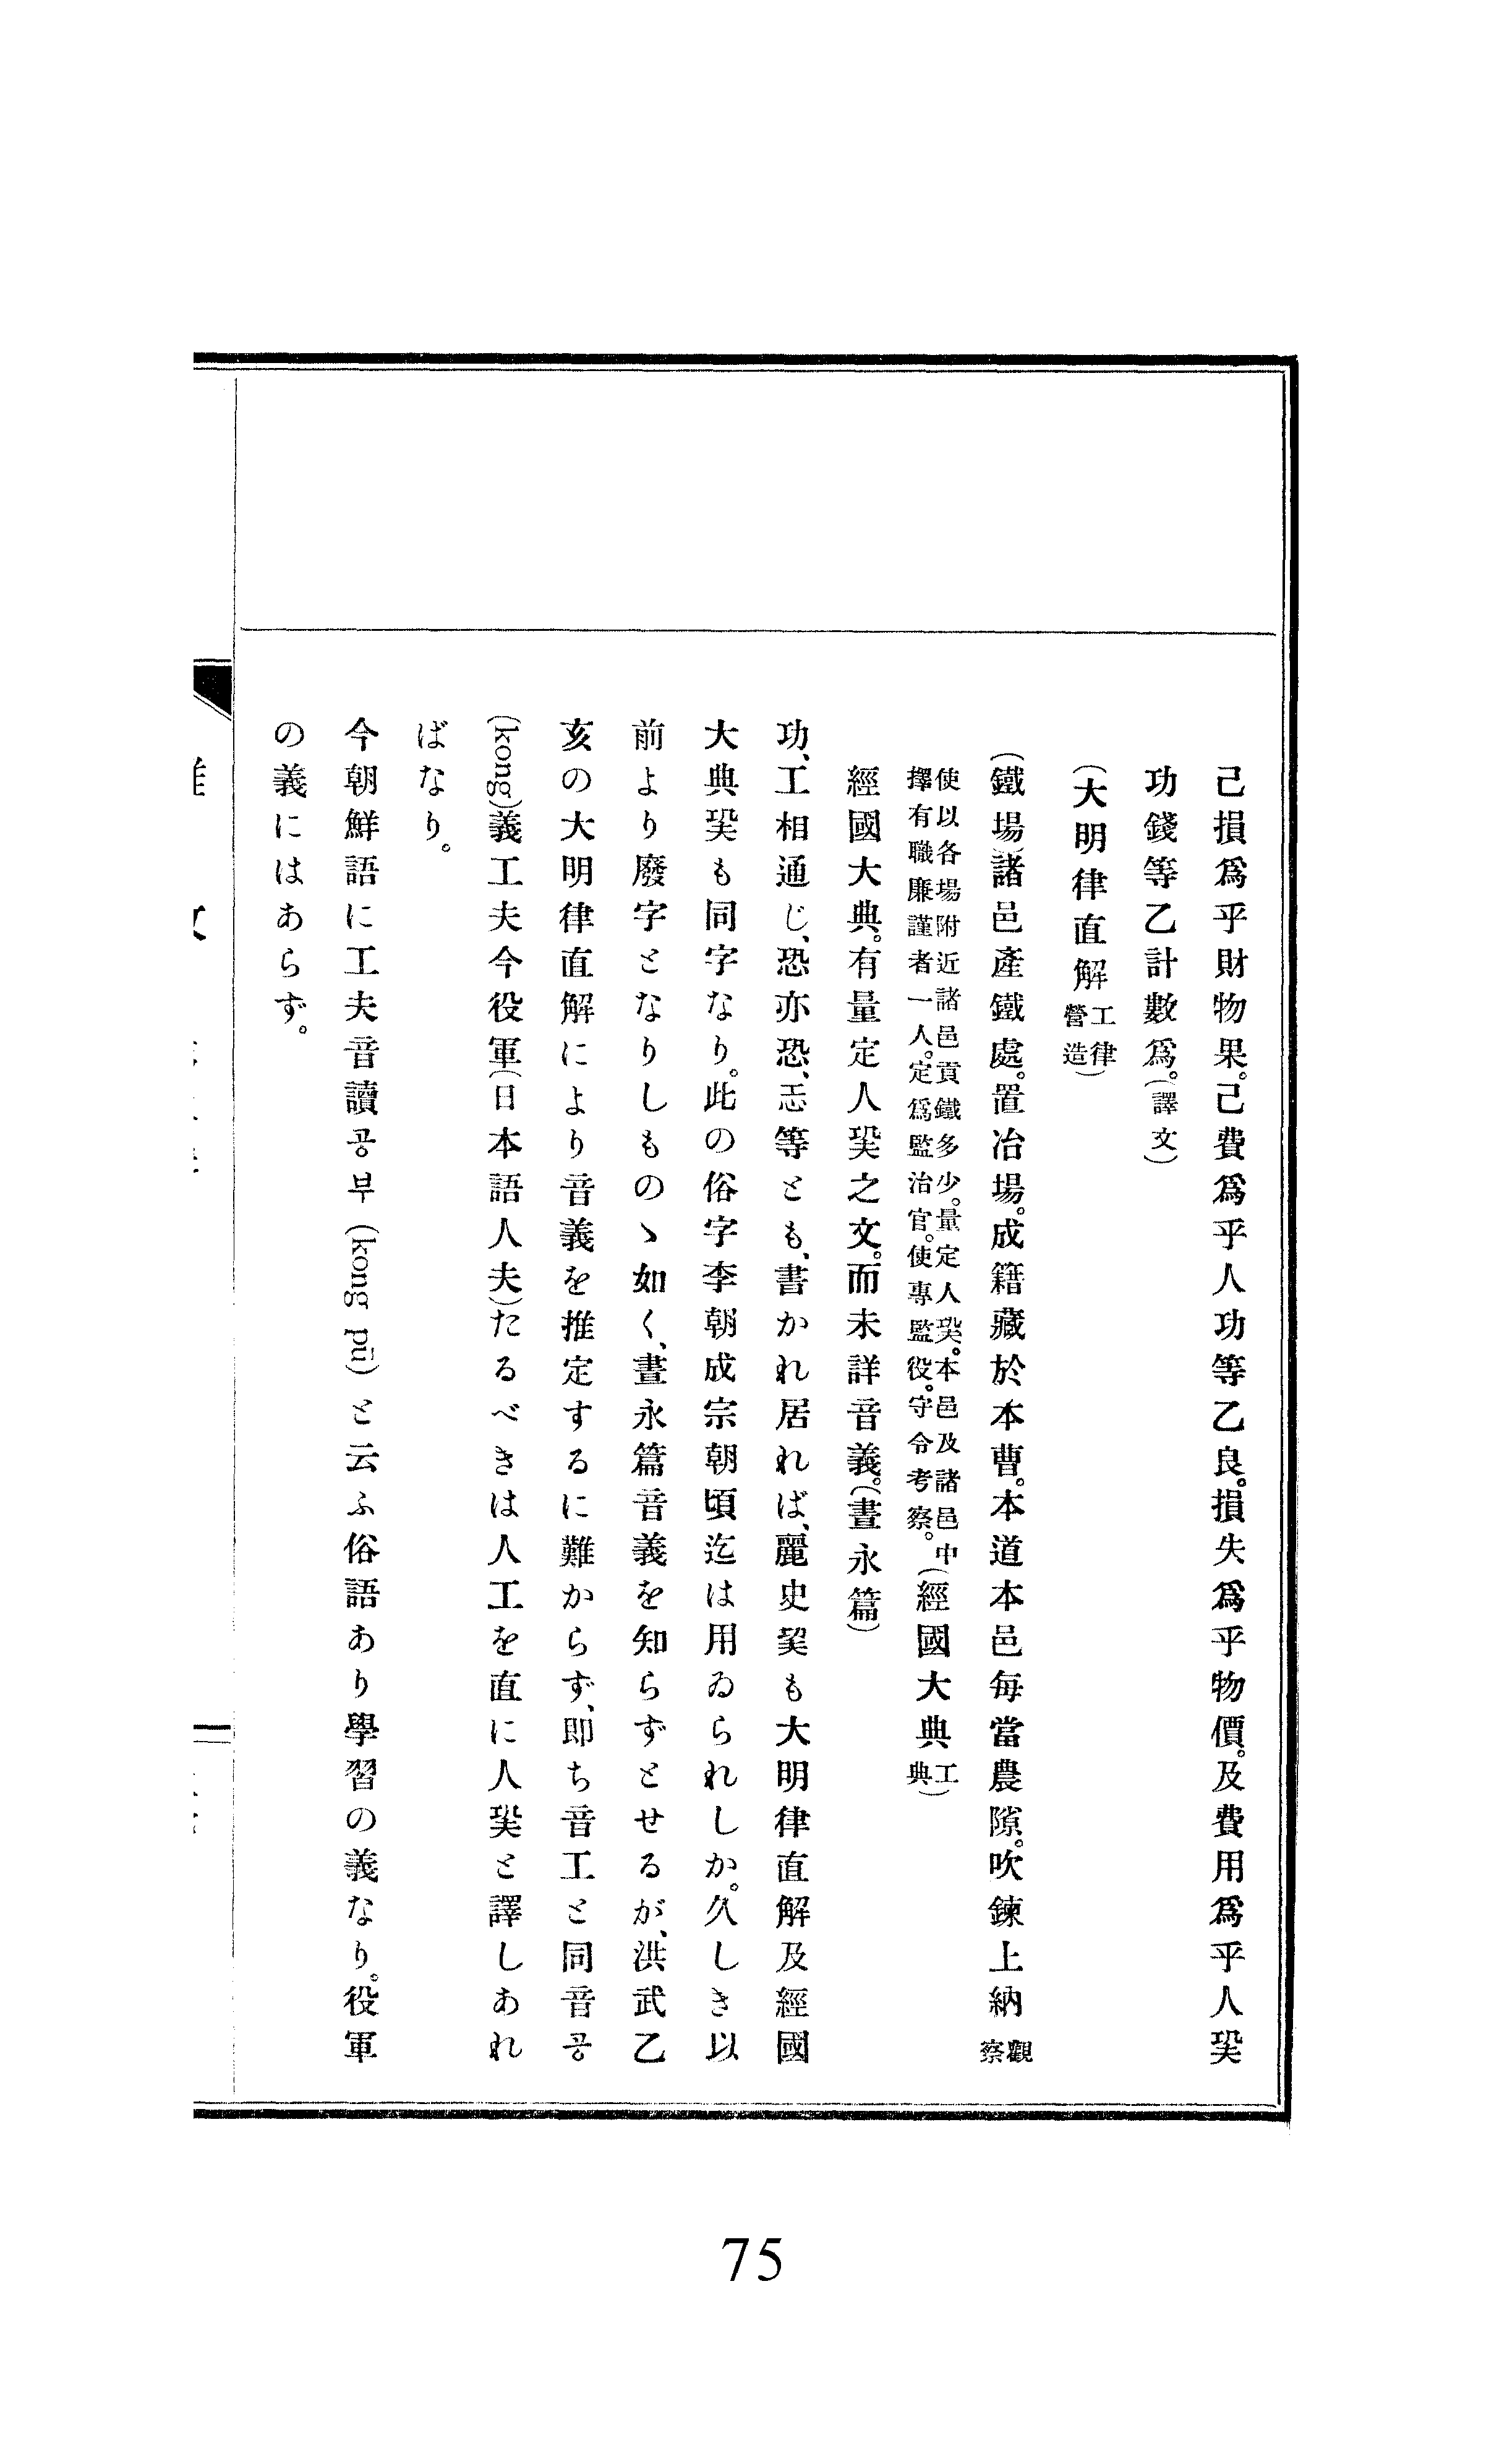 己損爲乎財物果。己費爲乎人功等乙良。損失爲乎物價。及費用爲乎人巭
功錢等乙計數爲。(譯文)
(大明律直解 工律營造)
(鐵場)諸邑產鐵處。置冶場。成籍藏於本曹。本道本邑每當農隙。吹鍊上納 觀察
使以各場附近諸邑貢鐵多少。量定人巭。本邑及諸邑中
擇有職廉謹者一人。定爲監治官。使專監役。守令考察。(經國大典 工典)
經國大典。有量定人巭之文。而未詳音義。(晝永篇)
功、工相通じ、恐亦恐、志等とも、書かれ居れば、麗史巭も大明律直解及經國
大典巭も同字なり。此の俗字李朝成宗朝頃迄は用ゐられしか。久しき以
前より廢字となりしものゝ如く、晝永篇音義を知らずとせるが、洪武乙
亥の大明律直解により音義を推定するに難からず、即ち音工と同音공
(kong)義工夫今役軍(日本語人夫)たるべきは人工を直に人巭と譯しあれ
ばなり。
今朝鮮語に工夫音讀공부(kong pū)と云ふ俗語あり學習の義なり。役軍
の義にはあらず。
75